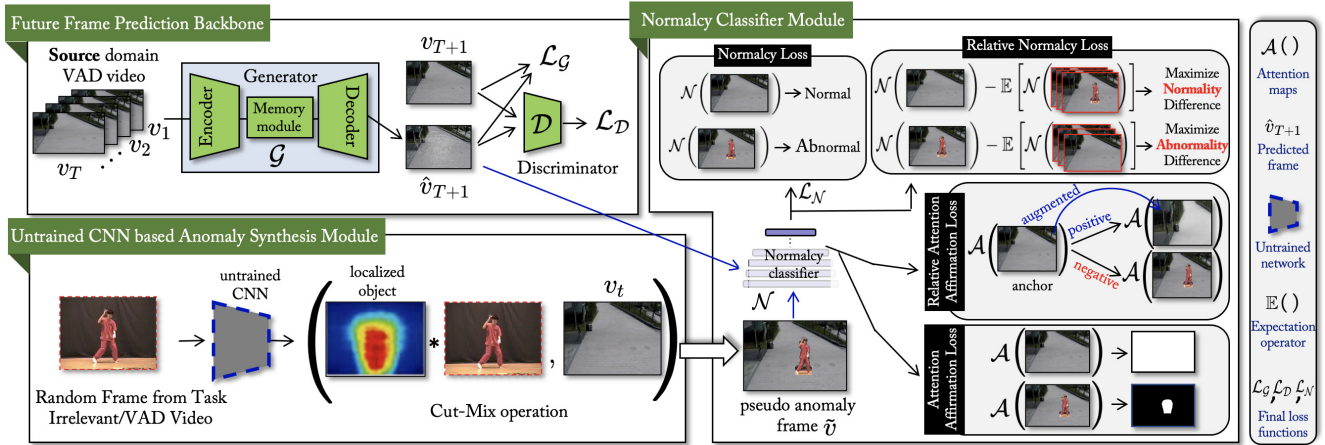 Future Frame Prediction Backbone
Source domain
VAD video
v_T
v_2
v_1
Generator
Encoder
Memory
module
Decoder
𝒢
v_{T+1}
v̂_{T+1}
ℒ_𝒢
𝒟
ℒ_𝒟
Discriminator
Untrained CNN based Anomaly Synthesis Module
Random Frame from Task
Irrelevant/VAD Video
untrained
CNN
localized
object
*
,
v_t
Cut-Mix operation
pseudo anomaly
frame ṽ
Normalcy Classifier Module
Normalcy Loss
𝒩( ) → Normal
𝒩( ) → Abnormal
Relative Normalcy Loss
𝒩( ) − 𝔼[𝒩( )]
Maximize
Normality
Difference
𝒩( ) − 𝔼[𝒩( )]
Maximize
Abnormality
Difference
ℒ_𝒩
Normalcy
classifier
𝒩
Relative Attention
Affirmation Loss
𝒜( )
anchor
augmented
positive
𝒜( )
negative
𝒜( )
Attention
Affirmation Loss
𝒜( )
𝒜( )
𝒜( )
Attention
maps
v̂_{T+1}
Predicted
frame
Untrained
network
𝔼( )
Expectation
operator
ℒ_𝒢,ℒ_𝒟,ℒ_𝒩
Final loss
functions